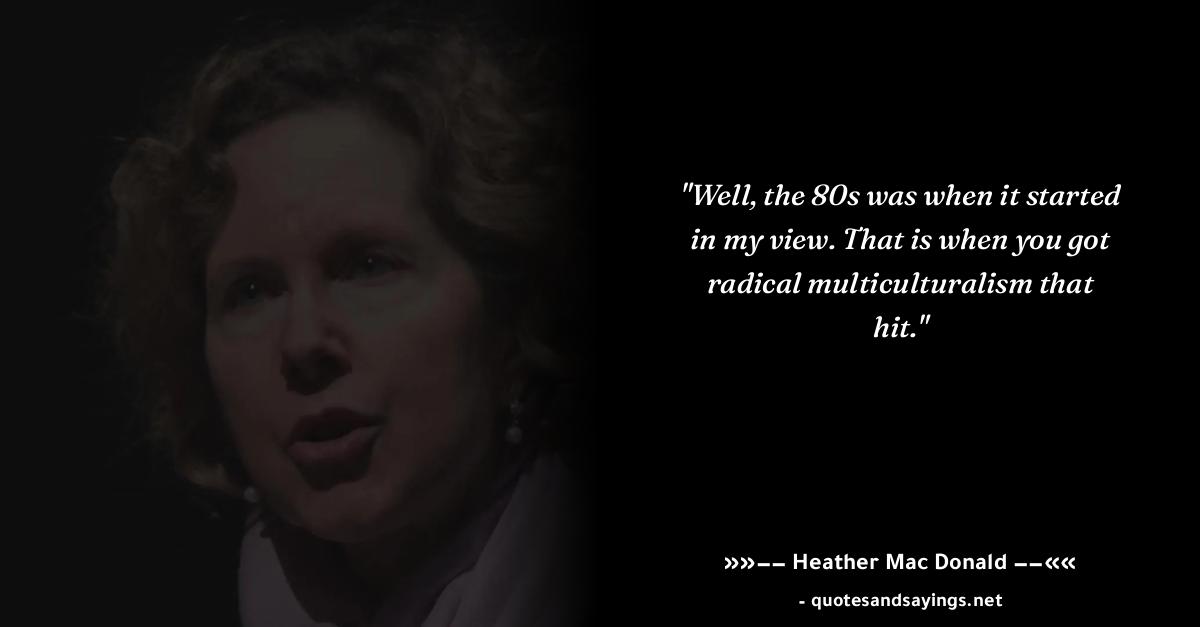 "Well, the 80s was when it started
in my view. That is when you got
radical multiculturalism that
hit."
»»-- Heather Mac Donald --««
- quotesandsayings.net